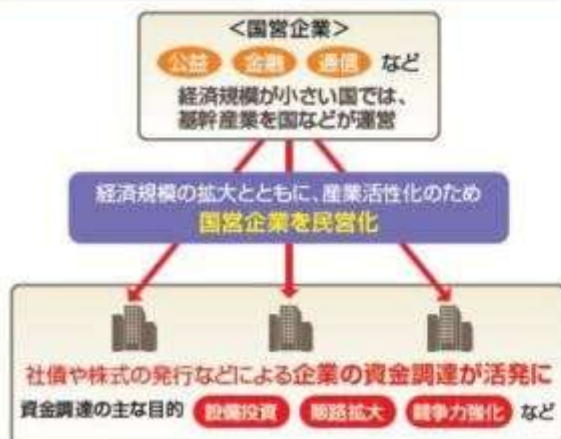 <国営企業>
公益 金融 通信 など
経済規模が小さい国では、
基幹産業を国などが運営
経済規模の拡大とともに、産業活性化のため
国営企業を民営化
社債や株式の発行などによる企業の資金調達が活発に
資金調達の主な目的 設備投資 販路拡大 競争力強化 など